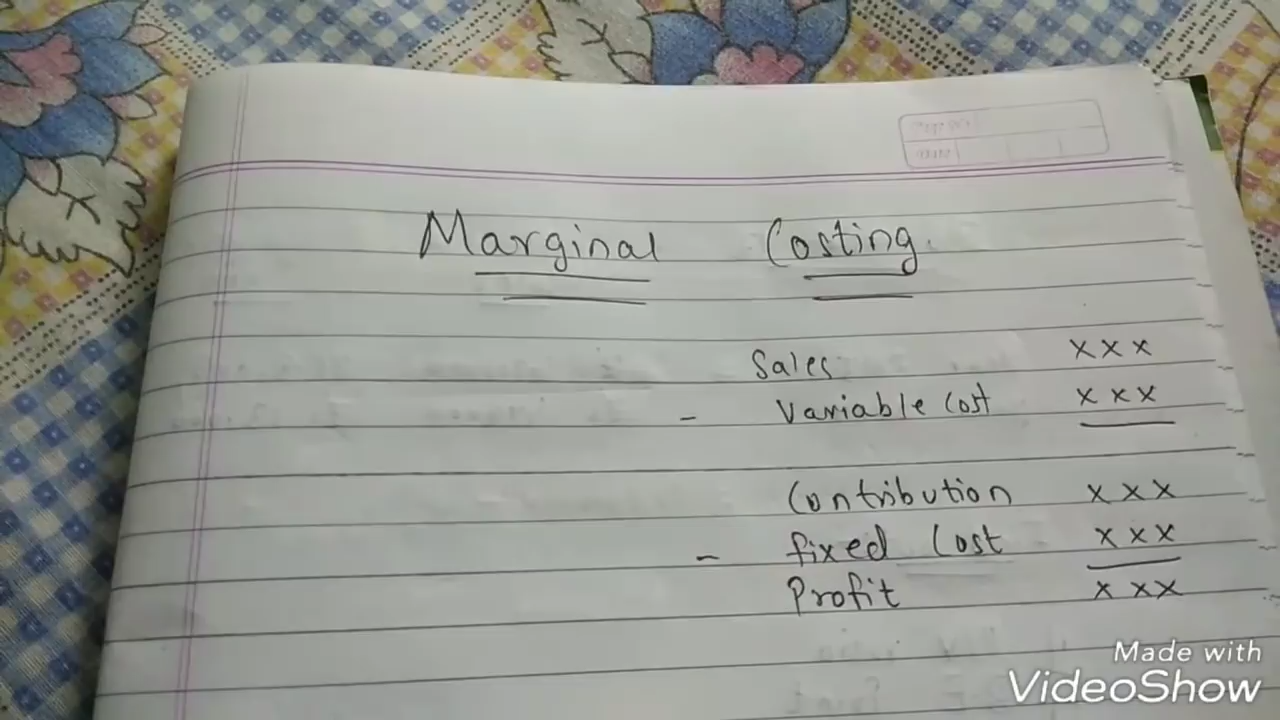 Marginal Costing.
Sales xxx
- Variable Cost xxx
Contribution xxx
- fixed Cost xxx
Profit xxx
Made with
VideoShow